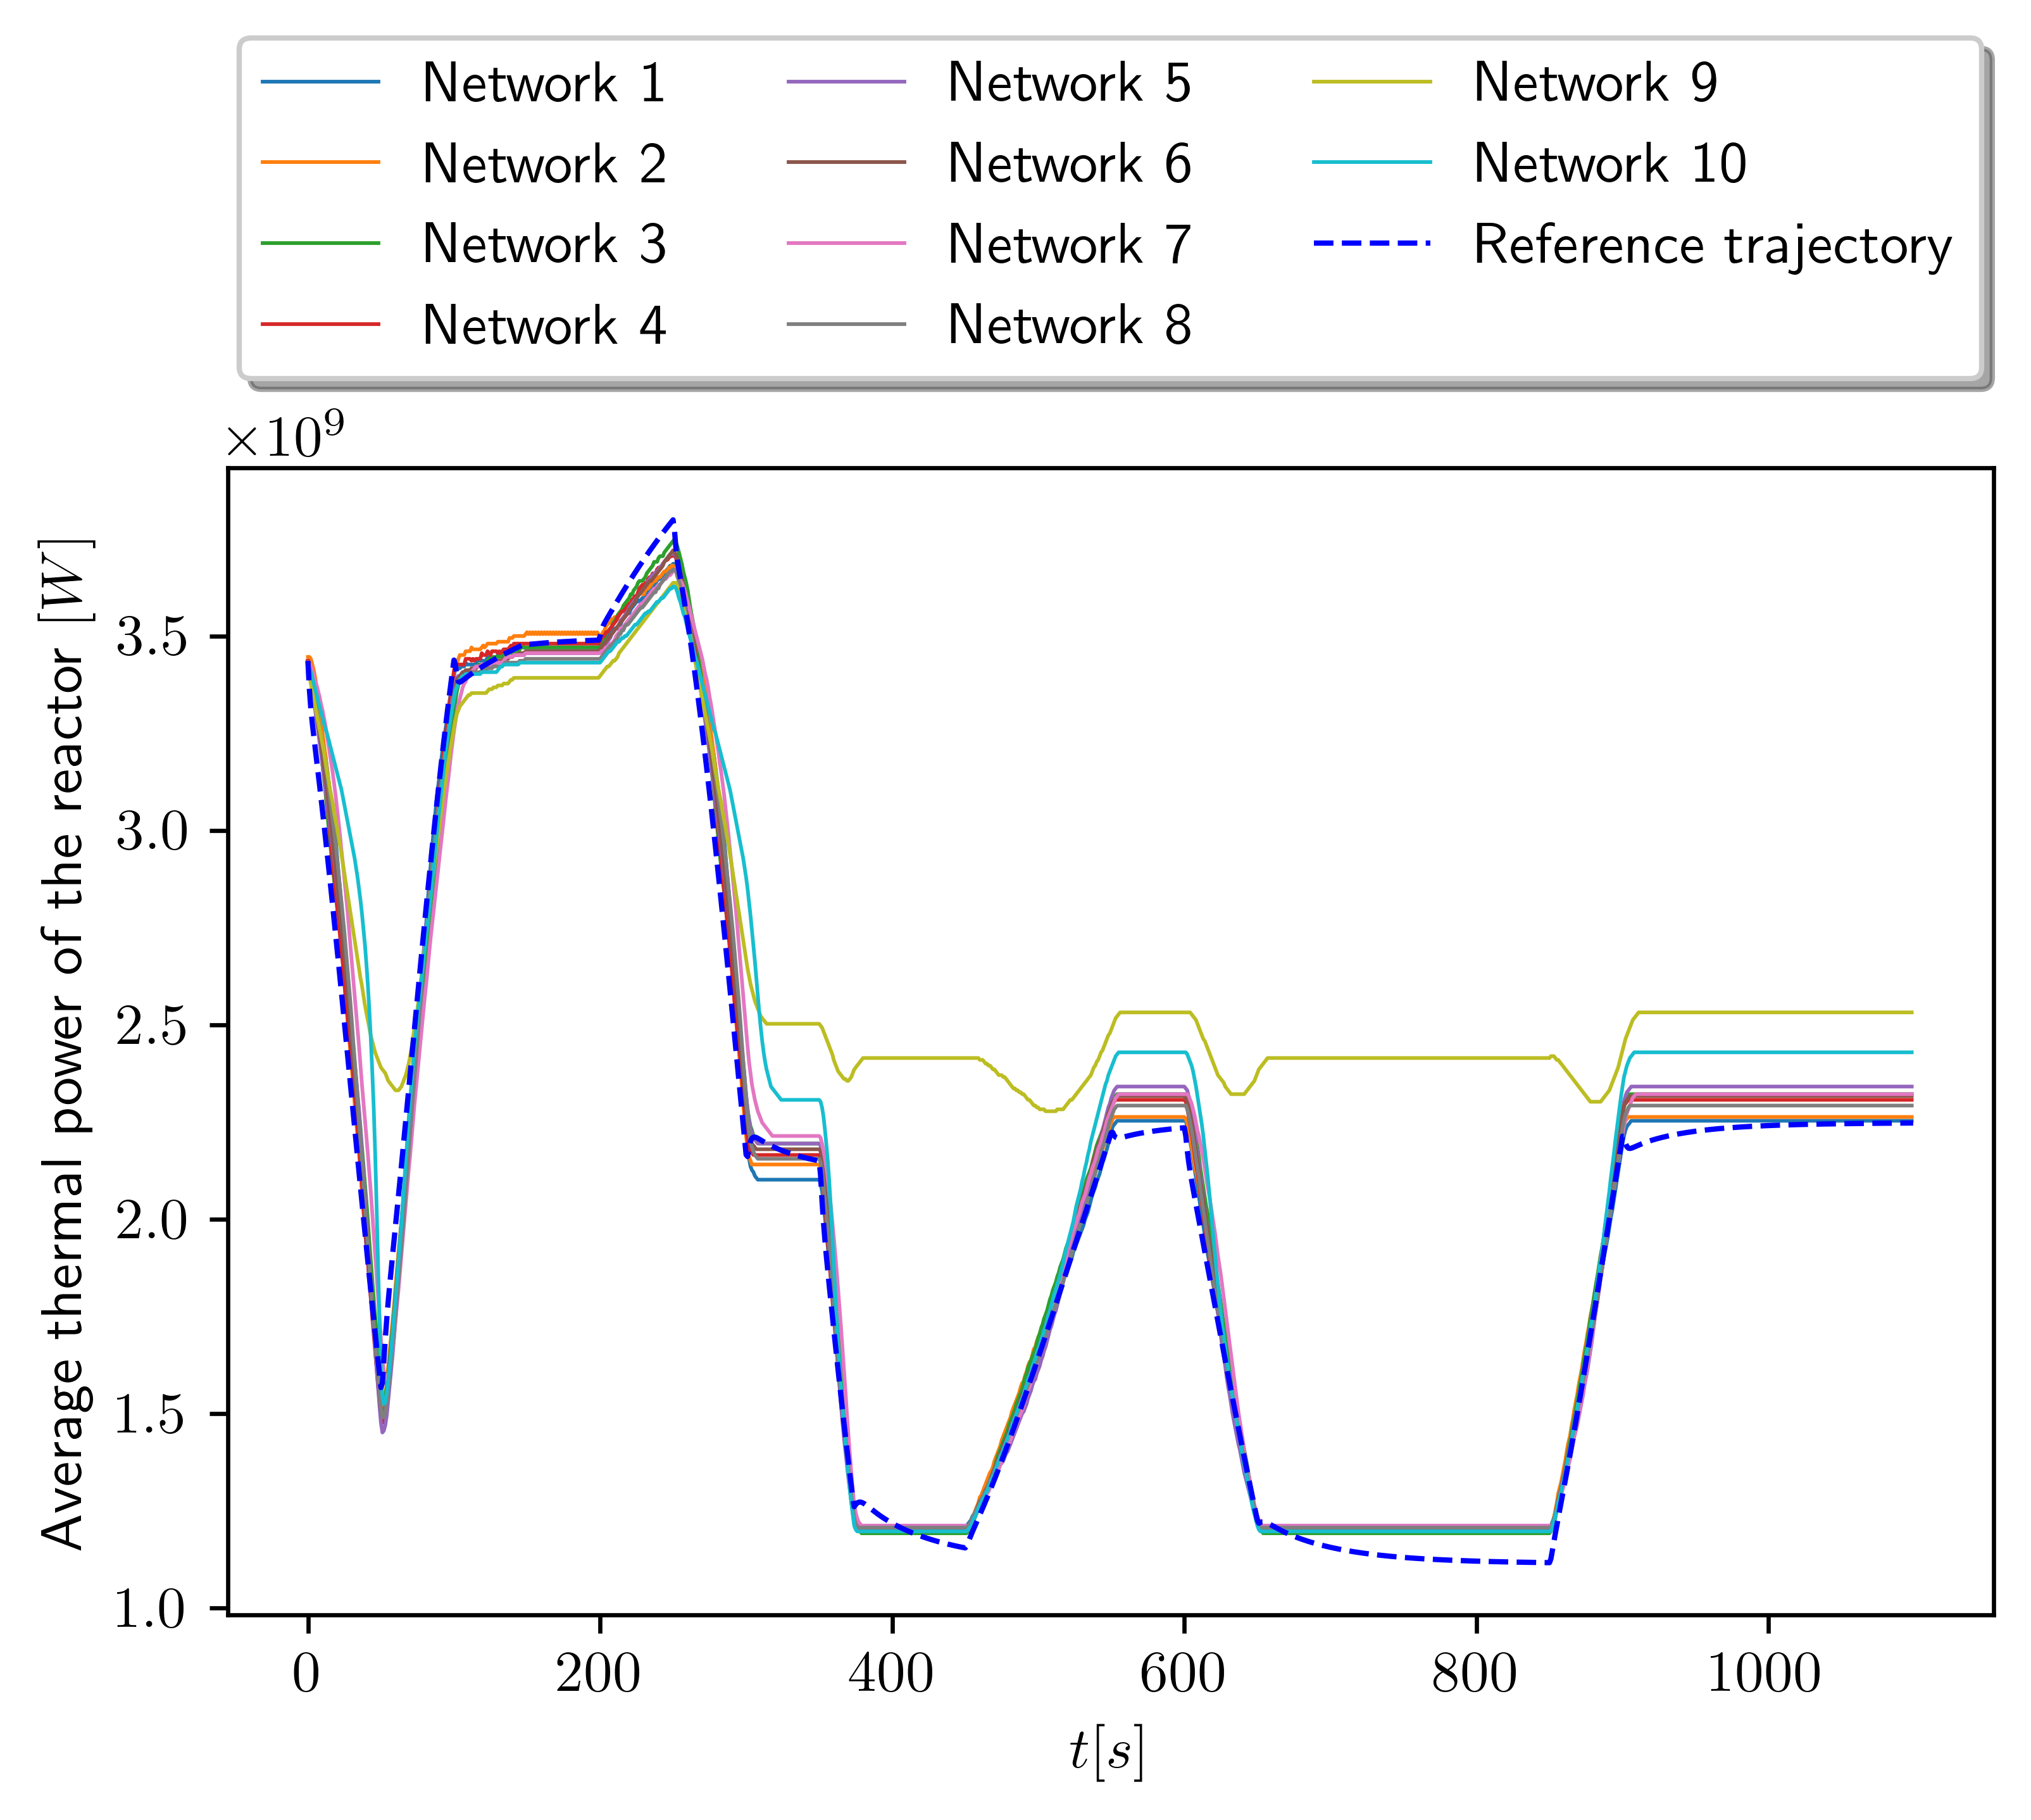 Network 1
Network 2
Network 3
Network 4
Network 5
Network 6
Network 7
Network 8
Network 9
Network 10
Reference trajectory
×10⁹
Average thermal power of the reactor [W]
3.5
3.0
2.5
2.0
1.5
1.0
0 200 400 600 800 1000
t[s]